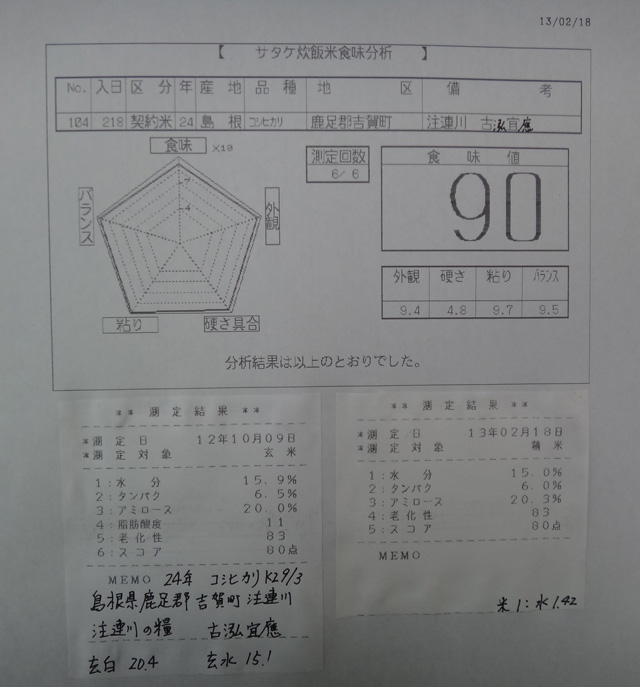 13/02/18
【 サタケ炊飯米食味分析 】
No. 入日 区分 年 産地 品種 地区 備考
104 218 契約米 24 島根 コシヒカリ 鹿足郡吉賀町 注連川 古泓宜應
食味 ×10
7
4
バランス
外観
粘り
硬さ具合
測定回数
6/ 6
食味値
90
外観 硬さ 粘り バランス
9.4 4.8 9.7 9.5
分析結果は以上のとおりでした。
** 測定結果 **
*測定日 12年10月09日
*測定対象 玄米
1:水分 15.9%
2:タンパク 6.5%
3:アミロース 20.0%
4:脂肪酸度 11
5:老化性 83
6:スコア 80点
MEMO 24年 コシヒカリ K29/3
島根県鹿足郡吉賀町注連川
注連川の糧 古泓宜應
玄白 20.4 玄水 15.1
** 測定結果 **
*測定日 13年02月18日
*測定対象 精米
1:水分 15.0%
2:タンパク 6.0%
3:アミロース 20.3%
4:老化性 83
5:スコア 80点
MEMO
米1:水1.42